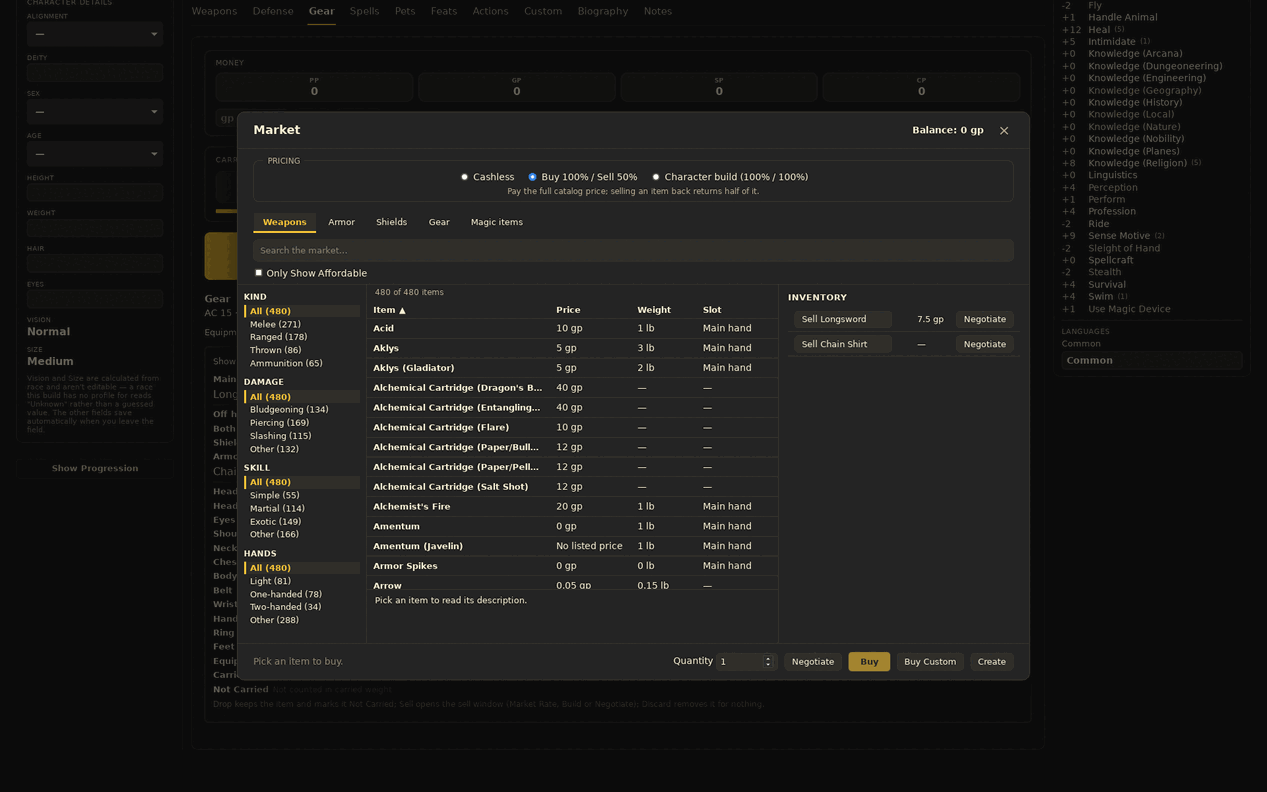 CHARACTER DETAILS
ALIGNMENT
—
DEITY
SEX
—
AGE
—
HEIGHT
WEIGHT
HAIR
EYES
VISION
Normal
SIZE
Medium
Vision and Size are calculated from
race and aren't editable — a race
this build has no profile for reads
"Unknown" rather than a guessed
value. The other fields save
automatically when you leave the
field.
Show Progression
Weapons Defense Gear Spells Pets Feats Actions Custom Biography Notes
MONEY
PP GP SP CP
0 0 0 0
gp
Gear
AC 15
Market
Balance: 0 gp
PRICING
Cashless Buy 100% / Sell 50% Character build (100% / 100%)
Pay the full catalog price; selling an item back returns half of it.
Weapons Armor Shields Gear Magic items
Search the market...
Only Show Affordable
KIND
All (480)
Melee (271)
Ranged (178)
Thrown (86)
Ammunition (65)
DAMAGE
All (480)
Bludgeoning (134)
Piercing (169)
Slashing (115)
Other (132)
SKILL
All (480)
Simple (55)
Martial (114)
Exotic (149)
Other (166)
HANDS
All (480)
Light (81)
One-handed (78)
Two-handed (34)
Other (288)
480 of 480 items
Item ▲ Price Weight Slot
Acid 10 gp 1 lb Main hand
Aklys 5 gp 3 lb Main hand
Aklys (Gladiator) 5 gp 2 lb Main hand
Alchemical Cartridge (Dragon's B... 40 gp — —
Alchemical Cartridge (Entangling... 40 gp — —
Alchemical Cartridge (Flare) 10 gp — —
Alchemical Cartridge (Paper/Bull... 12 gp — —
Alchemical Cartridge (Paper/Pell... 12 gp — —
Alchemical Cartridge (Salt Shot) 12 gp — —
Alchemist's Fire 20 gp 1 lb Main hand
Amentum 0 gp 1 lb Main hand
Amentum (Javelin) No listed price 1 lb Main hand
Armor Spikes 0 gp 0 lb Main hand
Arrow 0.05 gp 0.15 lb —
Pick an item to read its description.
INVENTORY
Sell Longsword 7.5 gp Negotiate
Sell Chain Shirt — Negotiate
Pick an item to buy.
Quantity 1 Negotiate Buy Buy Custom Create
Not Carried Not counted in carried weight
Drop keeps the item and marks it Not Carried; Sell opens the sell window (Market Rate, Build or Negotiate); Discard removes it for nothing.
-2 Fly
+1 Handle Animal
+12 Heal (5)
+5 Intimidate (1)
+0 Knowledge (Arcana)
+0 Knowledge (Dungeoneering)
+0 Knowledge (Engineering)
+0 Knowledge (Geography)
+0 Knowledge (History)
+0 Knowledge (Local)
+0 Knowledge (Nature)
+0 Knowledge (Nobility)
+0 Knowledge (Planes)
+8 Knowledge (Religion) (5)
+0 Linguistics
+4 Perception
+1 Perform
+4 Profession
-2 Ride
+9 Sense Motive (2)
-2 Sleight of Hand
+0 Spellcraft
-2 Stealth
+4 Survival
+4 Swim (1)
+1 Use Magic Device
LANGUAGES
Common
Common